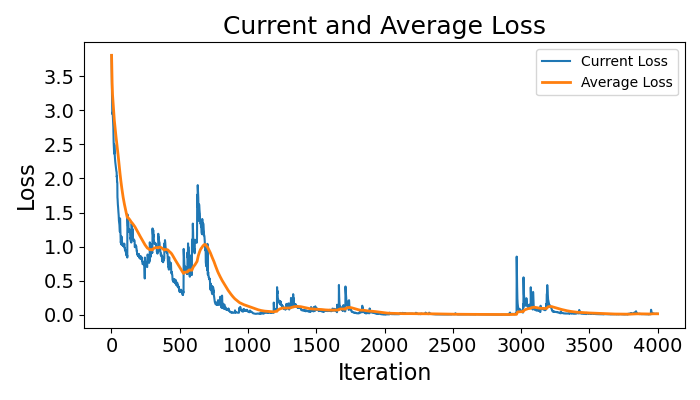 Current and Average Loss
Current Loss
Average Loss
3.5
3.0
2.5
2.0
1.5
1.0
0.5
0.0
Loss
0 500 1000 1500 2000 2500 3000 3500 4000
Iteration